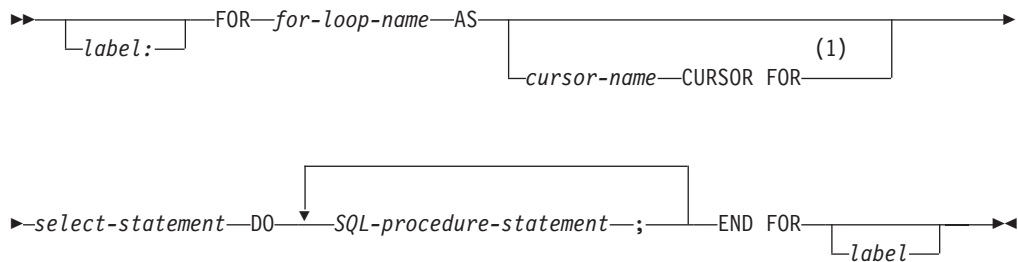 FOR for-loop-name AS
label:
(1)
cursor-name CURSOR FOR
select-statement DO SQL-procedure-statement ; END FOR
label